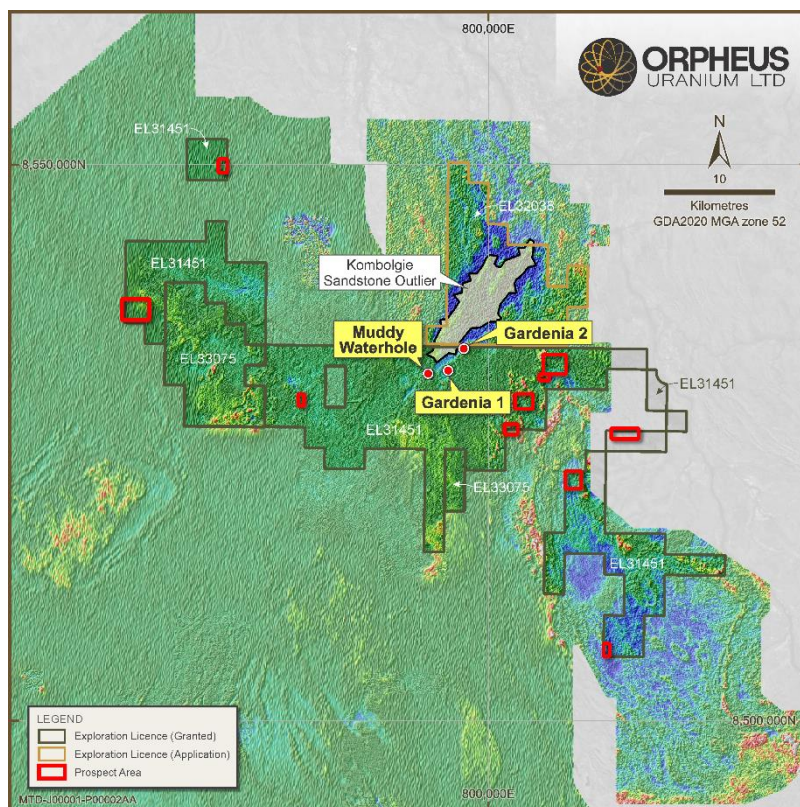 800,000E
ORPHEUS
URANIUM LTD
EL31451
8,550,000N
N
10
Kilometres
GDA2020 MGA zone 52
EL32038
EL31451
Kombolgie
Sandstone Outlier
Muddy
Waterhole
Gardenia 2
EL33075
EL31451
Gardenia 1
EL31451
EL33075
EL31451
LEGEND
Exploration Licence (Granted)
Exploration Licence (Application)
Prospect Area
8,500,000N
800,000E
MTD-J00001-P00002AA